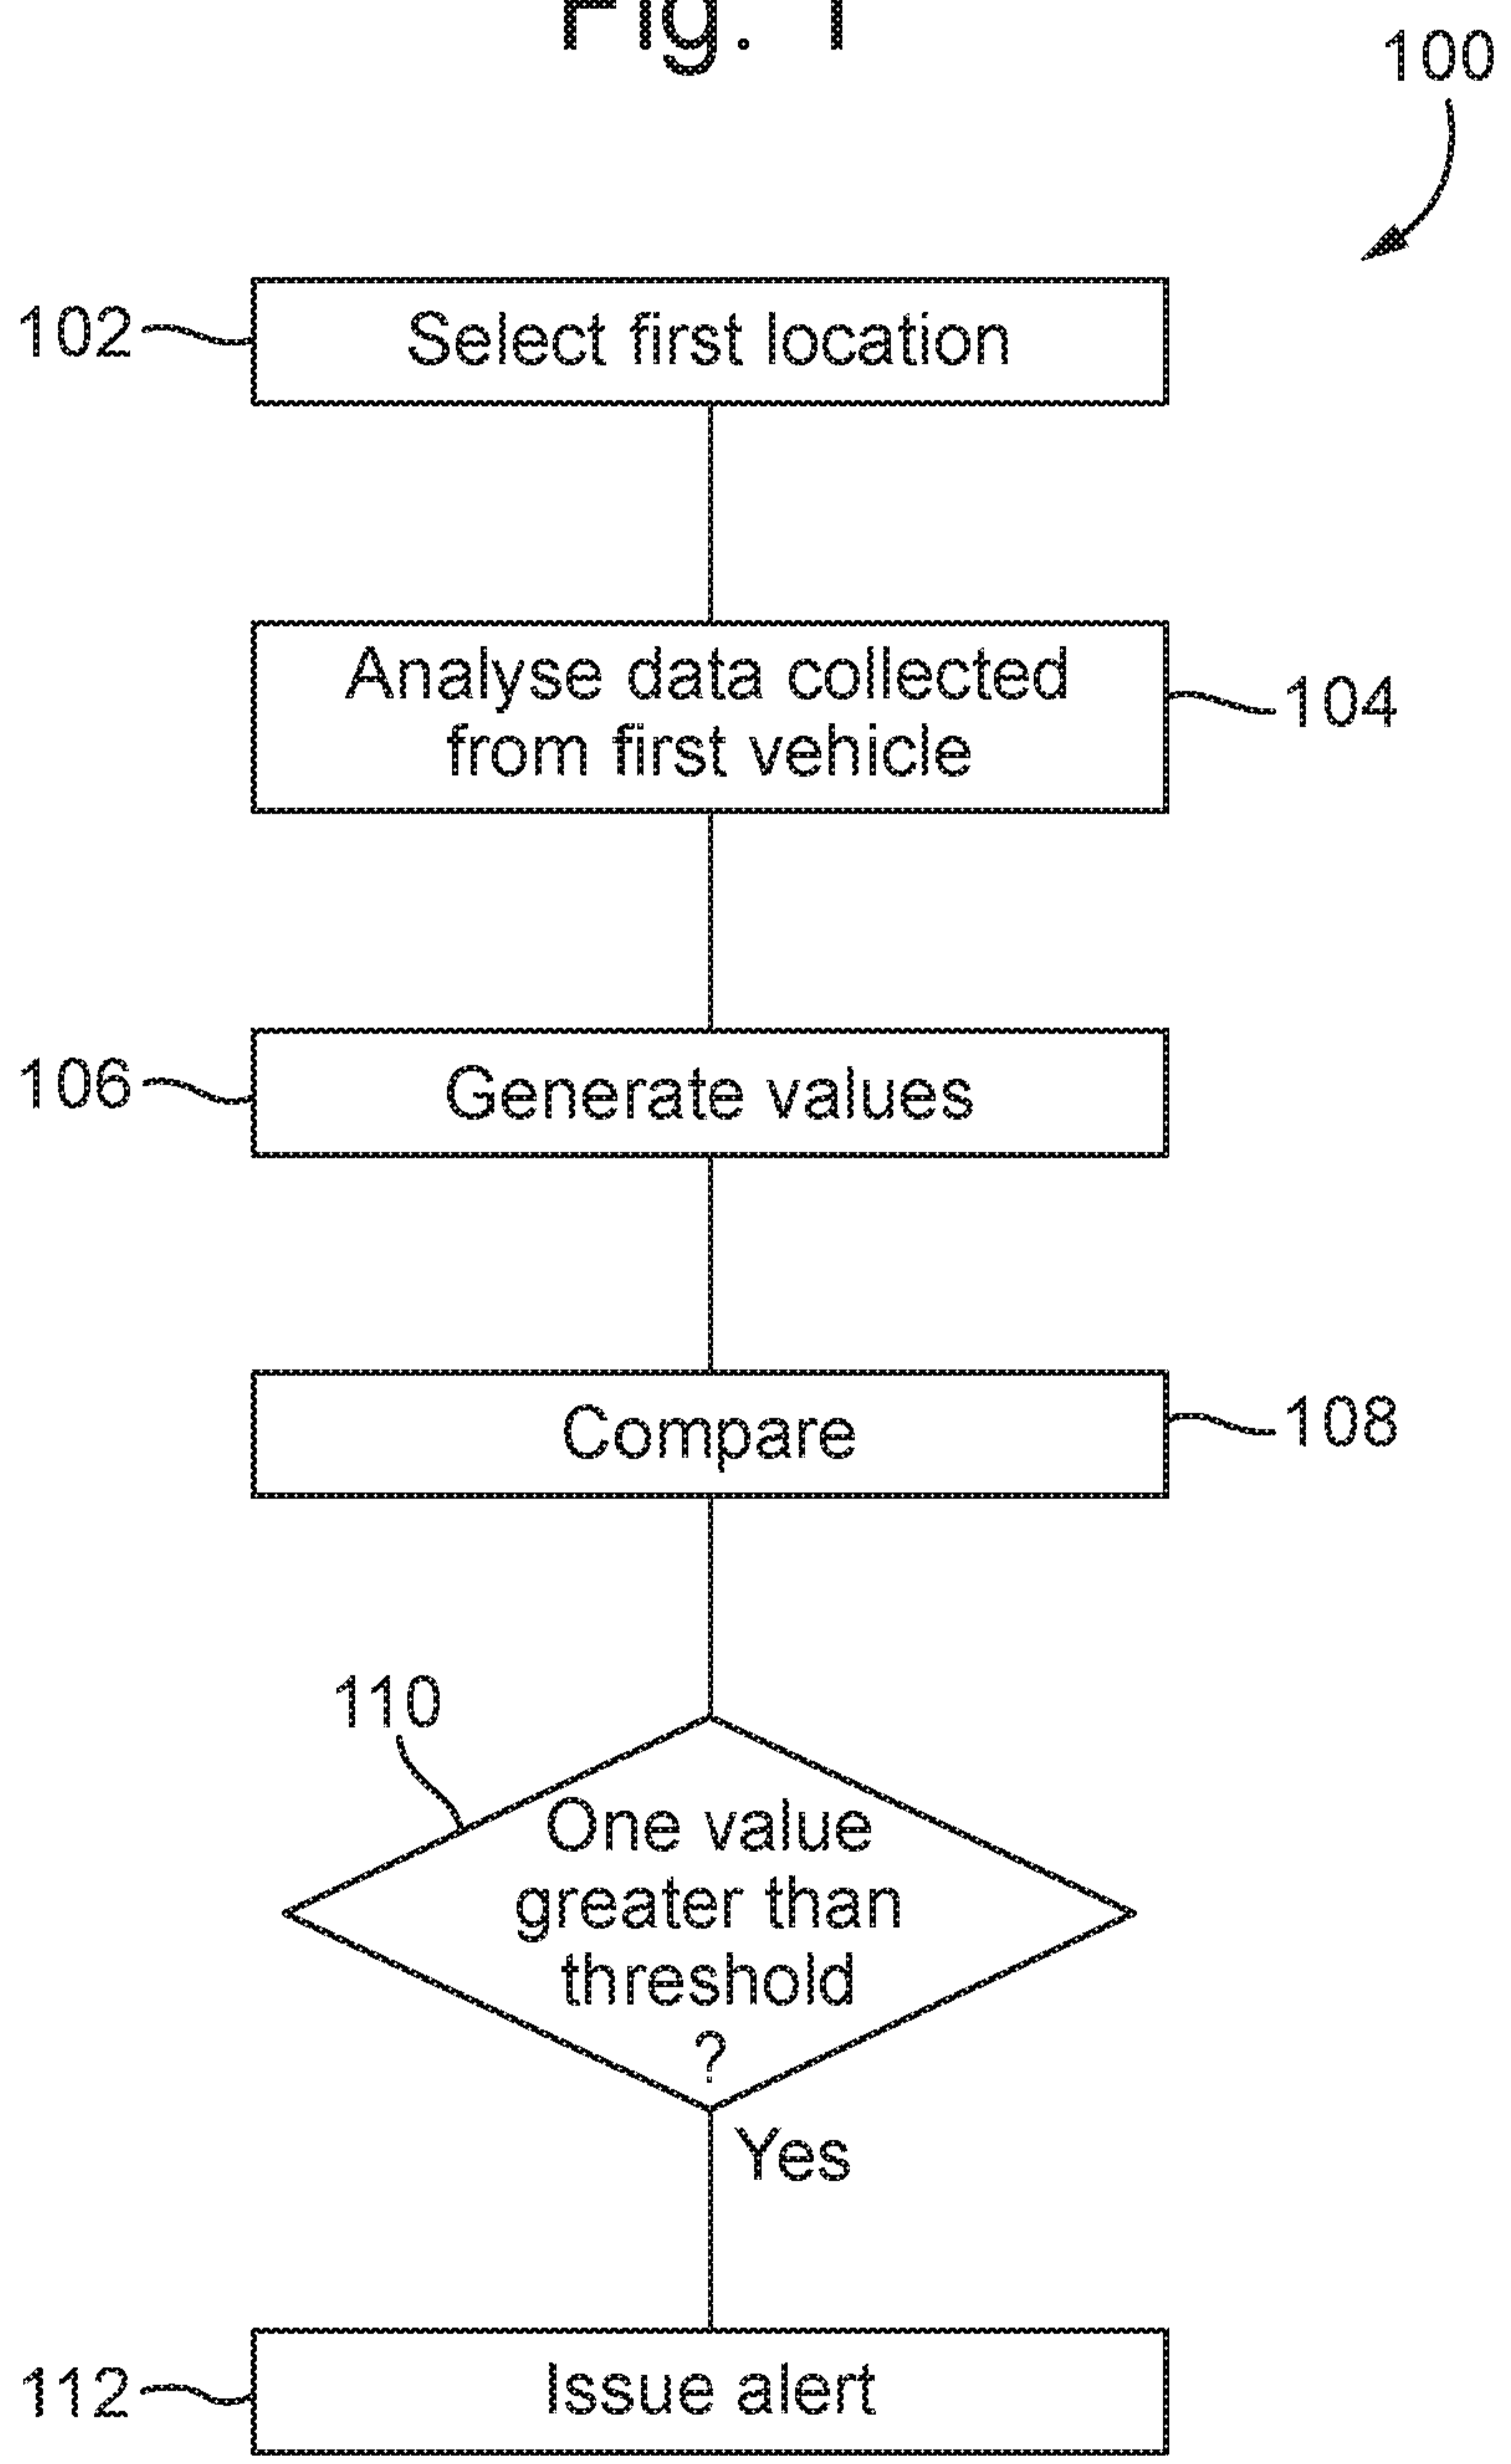 Fig. 1
100
102
Select first location
Analyse data collected
from first vehicle
104
106
Generate values
Compare
108
110
One value
greater than
threshold
?
Yes
112
Issue alert